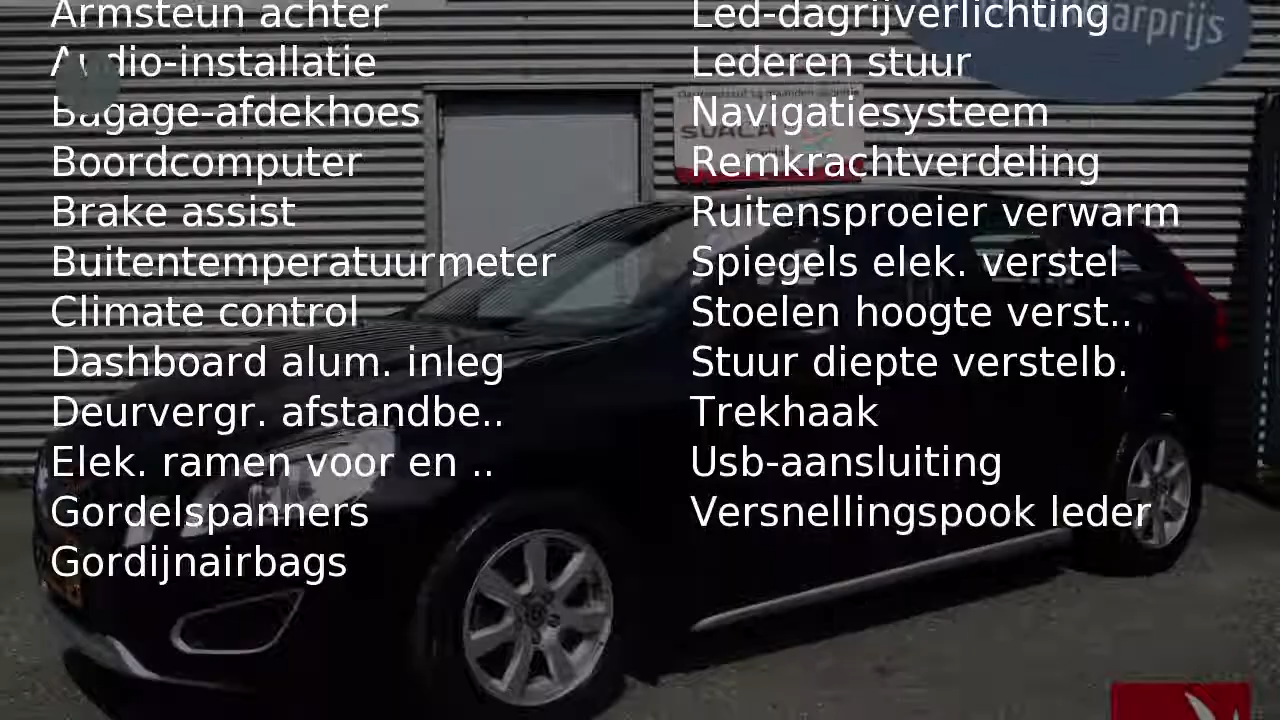 Armsteun achter
Audio-installatie
Bagage-afdekhoes
Boordcomputer
Brake assist
Buitentemperatuurmeter
Climate control
Dashboard alum. inleg
Deurvergr. afstandbe..
Elek. ramen voor en ..
Gordelspanners
Gordijnairbags
Led-dagrijverlichting
Lederen stuur
Navigatiesysteem
Remkrachtverdeling
Ruitensproeier verwarm
Spiegels elek. verstel
Stoelen hoogte verst..
Stuur diepte verstelb.
Trekhaak
Usb-aansluiting
Versnellingspook leder